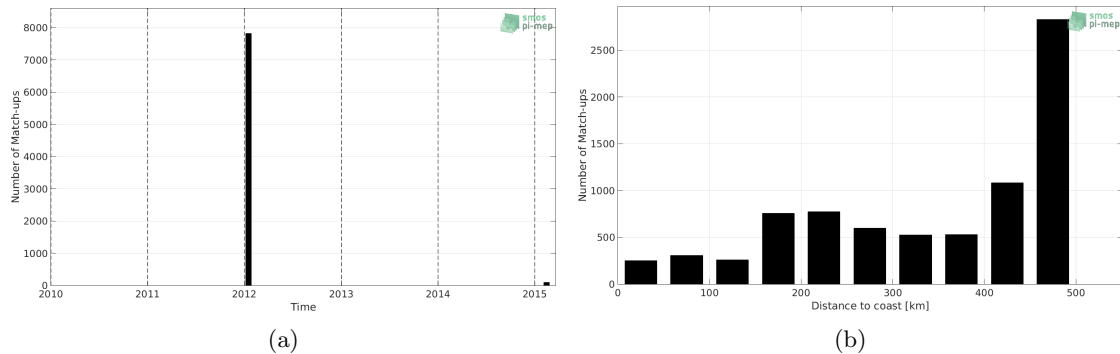 smos
pi-mep
8000
7000
6000
5000
4000
3000
2000
1000
0
Number of Match-ups
2010 2011 2012 2013 2014 2015
Time
(a)
smos
pi-mep
2500
2000
1500
1000
500
0
Number of Match-ups
0 100 200 300 400 500
Distance to coast [km]
(b)